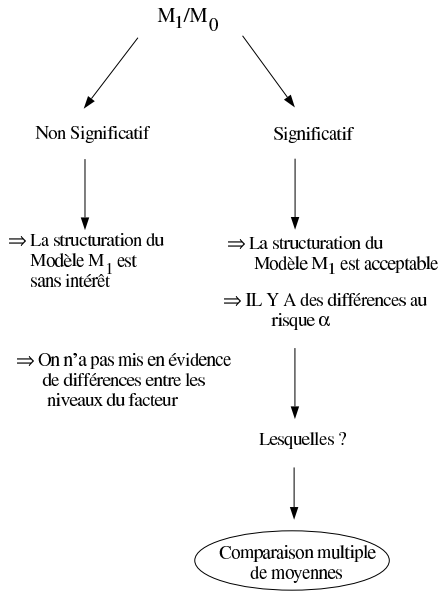 M1/M0
Non Significatif
Significatif
⇒ La structuration du
Modèle M1 est
sans intérêt
⇒ On n'a pas mis en évidence
de différences entre les
niveaux du facteur
⇒ La structuration du
Modèle M1 est acceptable
⇒ IL Y A des différences au
risque α
Lesquelles ?
Comparaison multiple
de moyennes